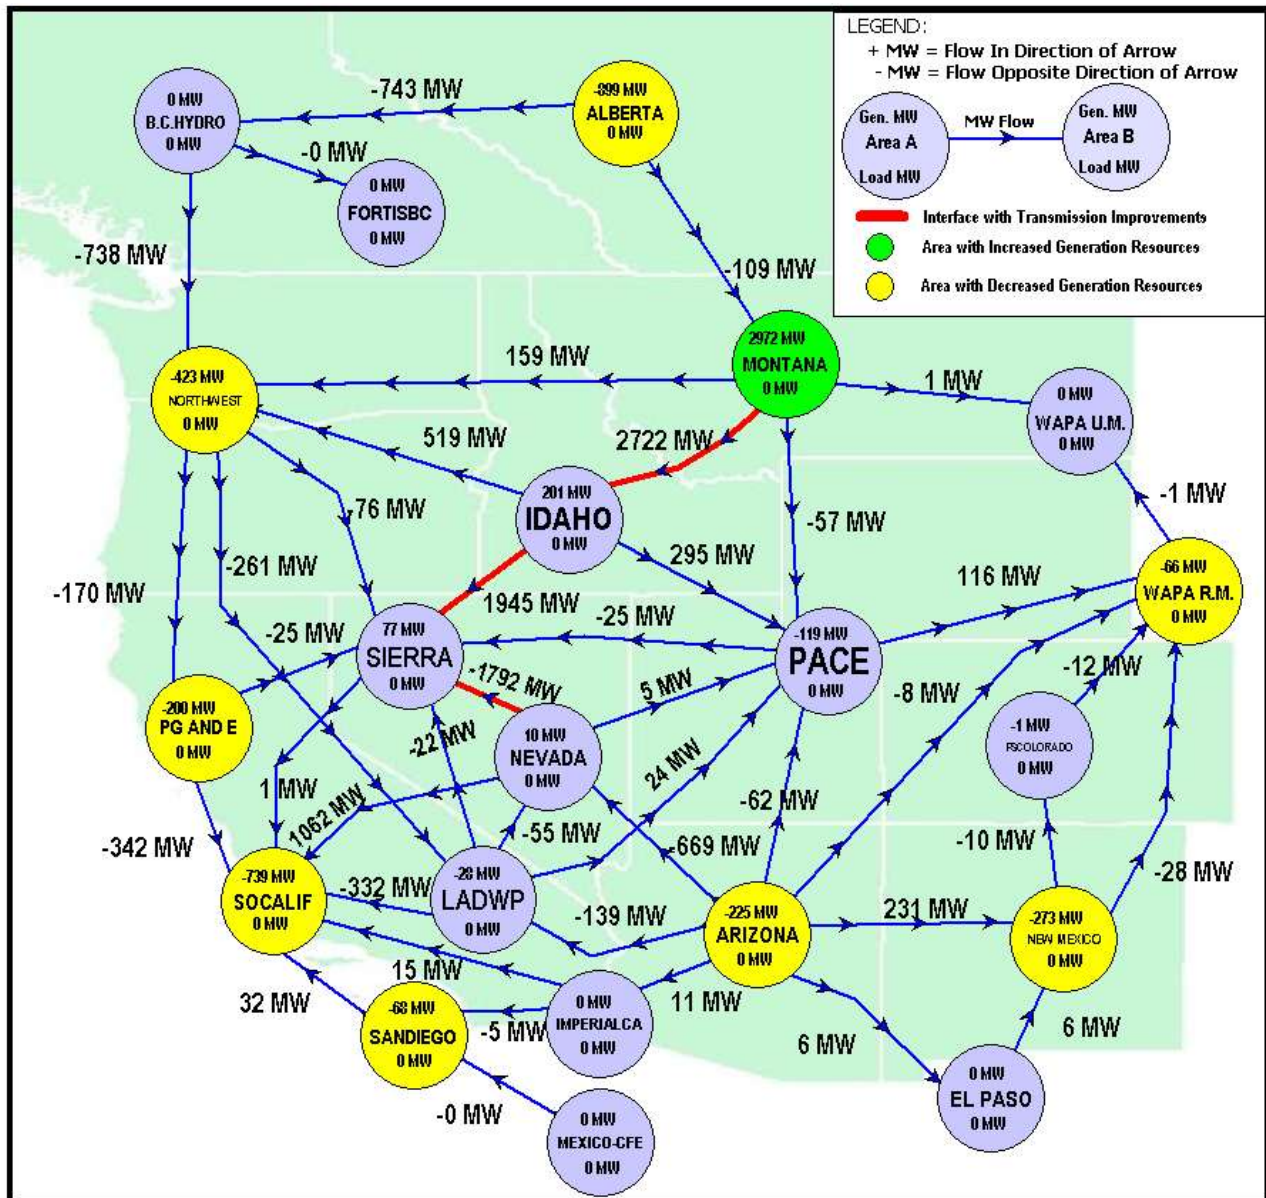 LEGEND:
+ MW = Flow In Direction of Arrow
- MW = Flow Opposite Direction of Arrow
Gen. MW
Area A
Load MW
MW Flow
Gen. MW
Area B
Load MW
Interface with Transmission Improvements
Area with Increased Generation Resources
Area with Decreased Generation Resources
0 MW
B.C.HYDRO
0 MW
-743 MW
-899 MW
ALBERTA
0 MW
-0 MW
0 MW
FORTISBC
0 MW
-738 MW
-109 MW
2972 MW
MONTANA
0 MW
159 MW
1 MW
-423 MW
NORTHWEST
0 MW
0 MW
WAPA U.M.
0 MW
519 MW
2722 MW
-1 MW
201 MW
IDAHO
0 MW
-76 MW
-57 MW
-261 MW
295 MW
116 MW
-66 MW
WAPA R.M.
0 MW
-170 MW
1945 MW
-25 MW
-25 MW
77 MW
SIERRA
0 MW
-119 MW
PACE
0 MW
-12 MW
-1792 MW
5 MW
-8 MW
-200 MW
PG AND E
0 MW
-22 MW
10 MW
NEVADA
0 MW
24 MW
-1 MW
PSCOLORADO
0 MW
1 MW
1062 MW
-55 MW
-62 MW
-669 MW
-10 MW
-342 MW
-28 MW
-739 MW
SOCALIF
0 MW
-332 MW
-28 MW
LADWP
0 MW
-139 MW
-225 MW
ARIZONA
0 MW
231 MW
-273 MW
NEW MEXICO
0 MW
15 MW
32 MW
-68 MW
SANDIEGO
0 MW
-5 MW
0 MW
IMPERIALCA
0 MW
11 MW
6 MW
6 MW
0 MW
EL PASO
0 MW
-0 MW
0 MW
MEXICO-CFE
0 MW